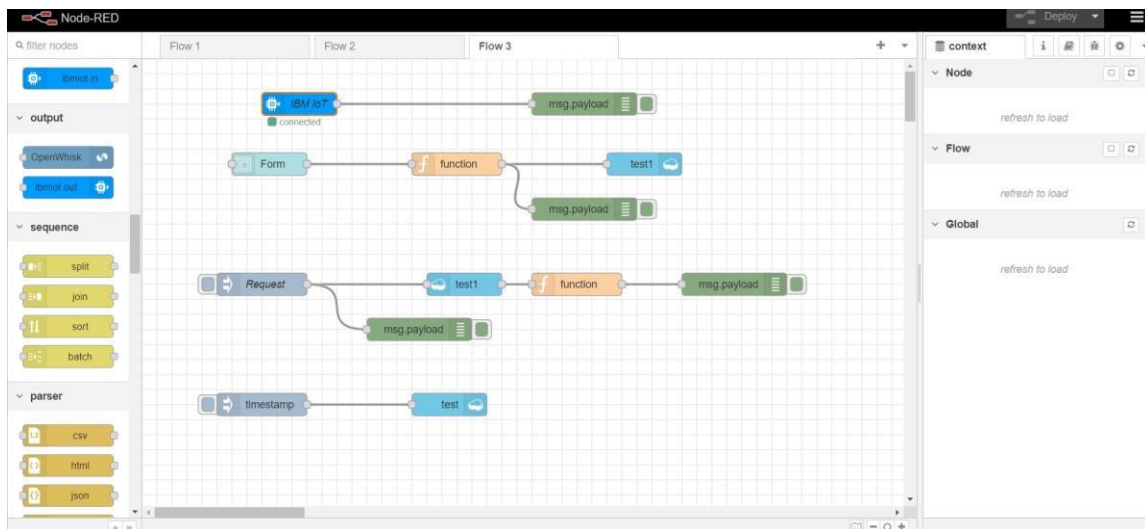 Node-RED
Deploy
filter nodes
Flow 1
Flow 2
Flow 3
context
ibmiot in
output
OpenWhisk
ibmiot out
sequence
split
join
sort
batch
parser
csv
html
json
IBM IoT
connected
msg.payload
Form
function
test1
msg.payload
Request
test1
function
msg.payload
msg.payload
timestamp
test
Node
refresh to load
Flow
refresh to load
Global
refresh to load